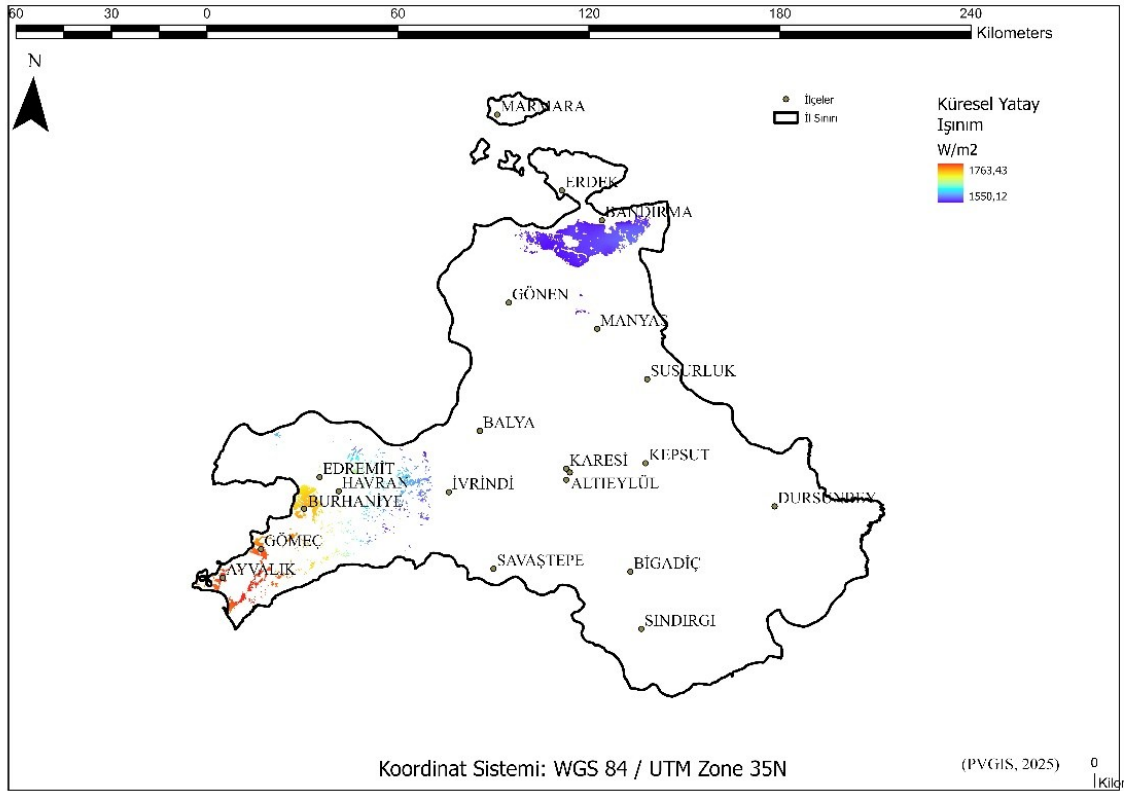 60 30 0 60 120 180 240
Kilometers
N
MARMARA
İlçeler
İl Sınırı
Küresel Yatay
Işınım
W/m2
1763,43
1550,12
ERDEK
BANDIRMA
GÖNEN
MANYAS
SUSURLUK
BALYA
KARESİ
KEPSUT
EDREMİT
HAVRAN
İVRİNDİ
ALTIEYLÜL
BURHANİYE
DURSUNBEY
GÖMEÇ
AYVALIK
SAVAŞTEPE
BİGADİÇ
SINDIRGI
Koordinat Sistemi: WGS 84 / UTM Zone 35N
(PVGIS, 2025)
0